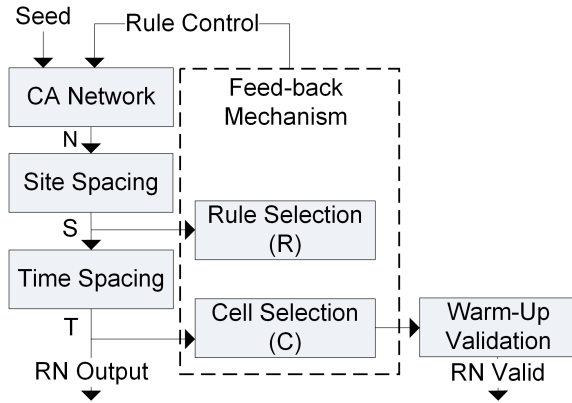 Seed
Rule Control
CA Network
Feed-back
Mechanism
N
Site Spacing
S
Rule Selection
(R)
Time Spacing
T
Cell Selection
(C)
Warm-Up
Validation
RN Output
RN Valid